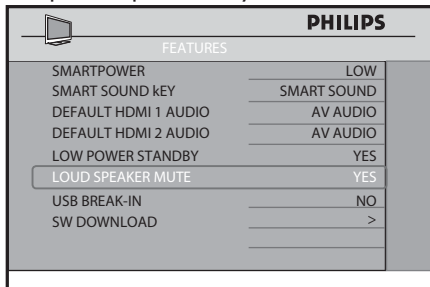 PHILIPS
FEATURES
SMARTPOWER LOW
SMART SOUND kEY SMART SOUND
DEFAULT HDMI 1 AUDIO AV AUDIO
DEFAULT HDMI 2 AUDIO AV AUDIO
LOW POWER STANDBY YES
LOUD SPEAKER MUTE YES
USB BREAK-IN NO
SW DOWNLOAD >